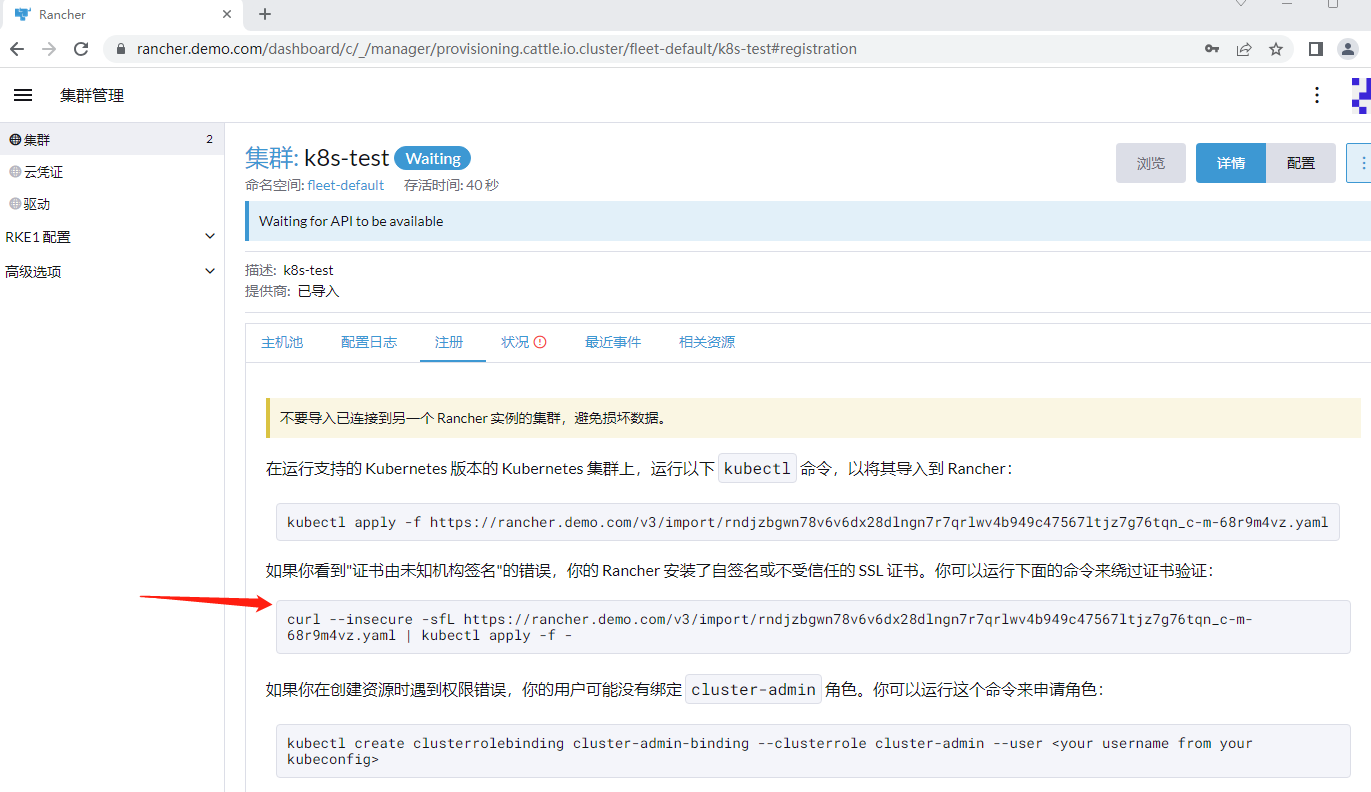 Rancher
rancher.demo.com/dashboard/c/_/manager/provisioning.cattle.io.cluster/fleet-default/k8s-test#registration
集群管理
集群 2
云凭证
驱动
RKE1 配置
高级选项
集群: k8s-test Waiting
浏览 详情 配置
命名空间: fleet-default 存活时间: 40 秒
Waiting for API to be available
描述: k8s-test
提供商: 已导入
主机池 配置日志 注册 状况 最近事件 相关资源
不要导入已连接到另一个 Rancher 实例的集群，避免损坏数据。
在运行支持的 Kubernetes 版本的 Kubernetes 集群上，运行以下 kubectl 命令，以将其导入到 Rancher：
kubectl apply -f https://rancher.demo.com/v3/import/rndjzbgwn78v6v6dx28dlngn7r7qrlwv4b949c47567ltjz7g76tqn_c-m-68r9m4vz.yaml
如果你看到"证书由未知机构签名"的错误，你的 Rancher 安装了自签名或不受信任的 SSL 证书。你可以运行下面的命令来绕过证书验证：
curl --insecure -sfL https://rancher.demo.com/v3/import/rndjzbgwn78v6v6dx28dlngn7r7qrlwv4b949c47567ltjz7g76tqn_c-m-
68r9m4vz.yaml | kubectl apply -f -
如果你在创建资源时遇到权限错误，你的用户可能没有绑定 cluster-admin 角色。你可以运行这个命令来申请角色：
kubectl create clusterrolebinding cluster-admin-binding --clusterrole cluster-admin --user <your username from your
kubeconfig>